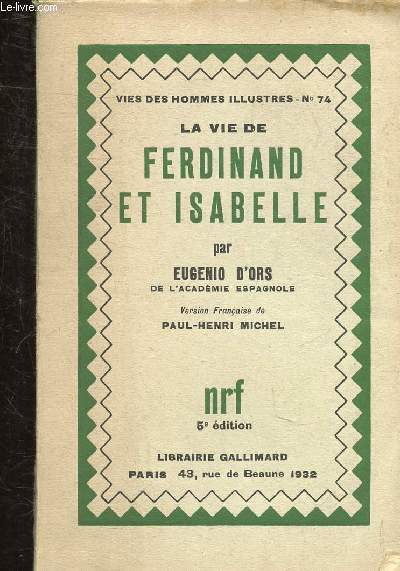 Le-livre.com
VIES DES HOMMES ILLUSTRES - No 74
LA VIE DE
FERDINAND
ET ISABELLE
par
EUGENIO D'ORS
DE L'ACADÉMIE ESPAGNOLE
Version Française de
PAUL-HENRI MICHEL
nrf
5e édition
LIBRAIRIE GALLIMARD
PARIS 43, rue de Beaune 1932